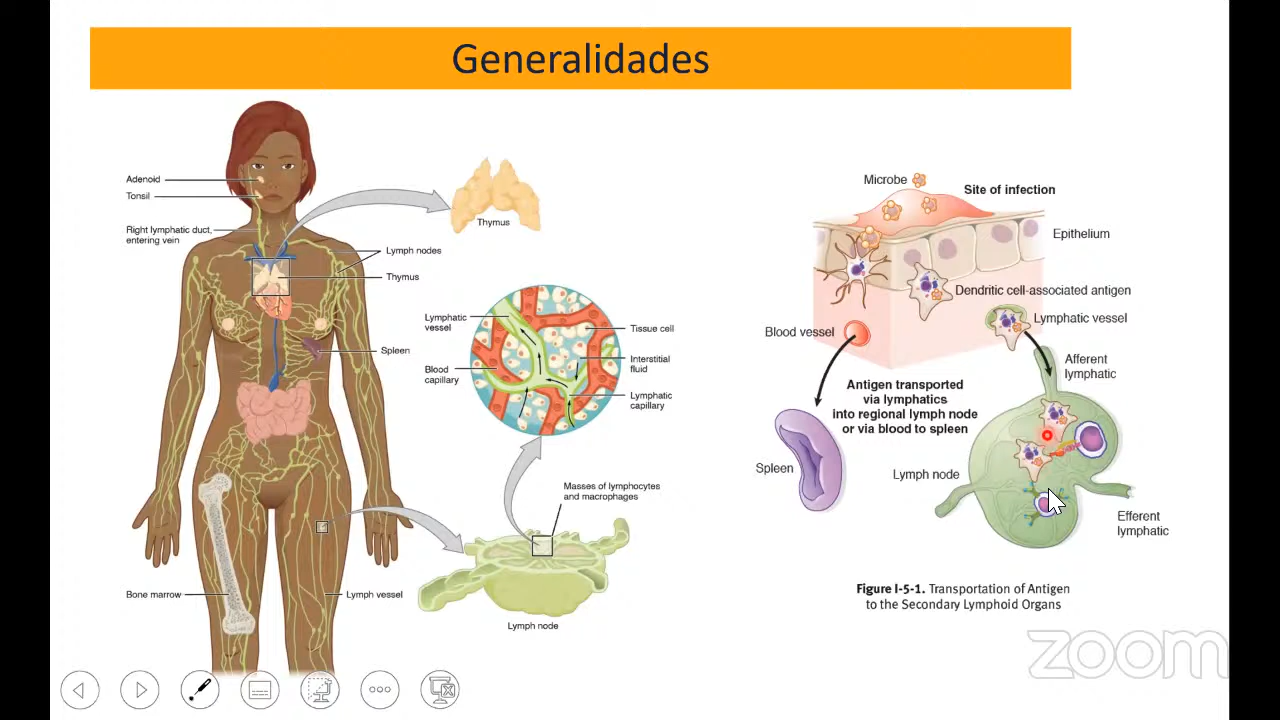 Generalidades
Adenoid
Tonsil
Right lymphatic duct,
entering vein
Lymph nodes
Thymus
Spleen
Bone marrow
Lymph vessel
Thymus
Lymphatic
vessel
Blood
capillary
Tissue cell
Interstitial
fluid
Lymphatic
capillary
Masses of lymphocytes
and macrophages
Lymph node
Microbe
Site of infection
Epithelium
Dendritic cell-associated antigen
Lymphatic vessel
Blood vessel
Afferent
lymphatic
Antigen transported
via lymphatics
into regional lymph node
or via blood to spleen
Spleen
Lymph node
Efferent
lymphatic
Figure I-5-1. Transportation of Antigen
to the Secondary Lymphoid Organs
zoom